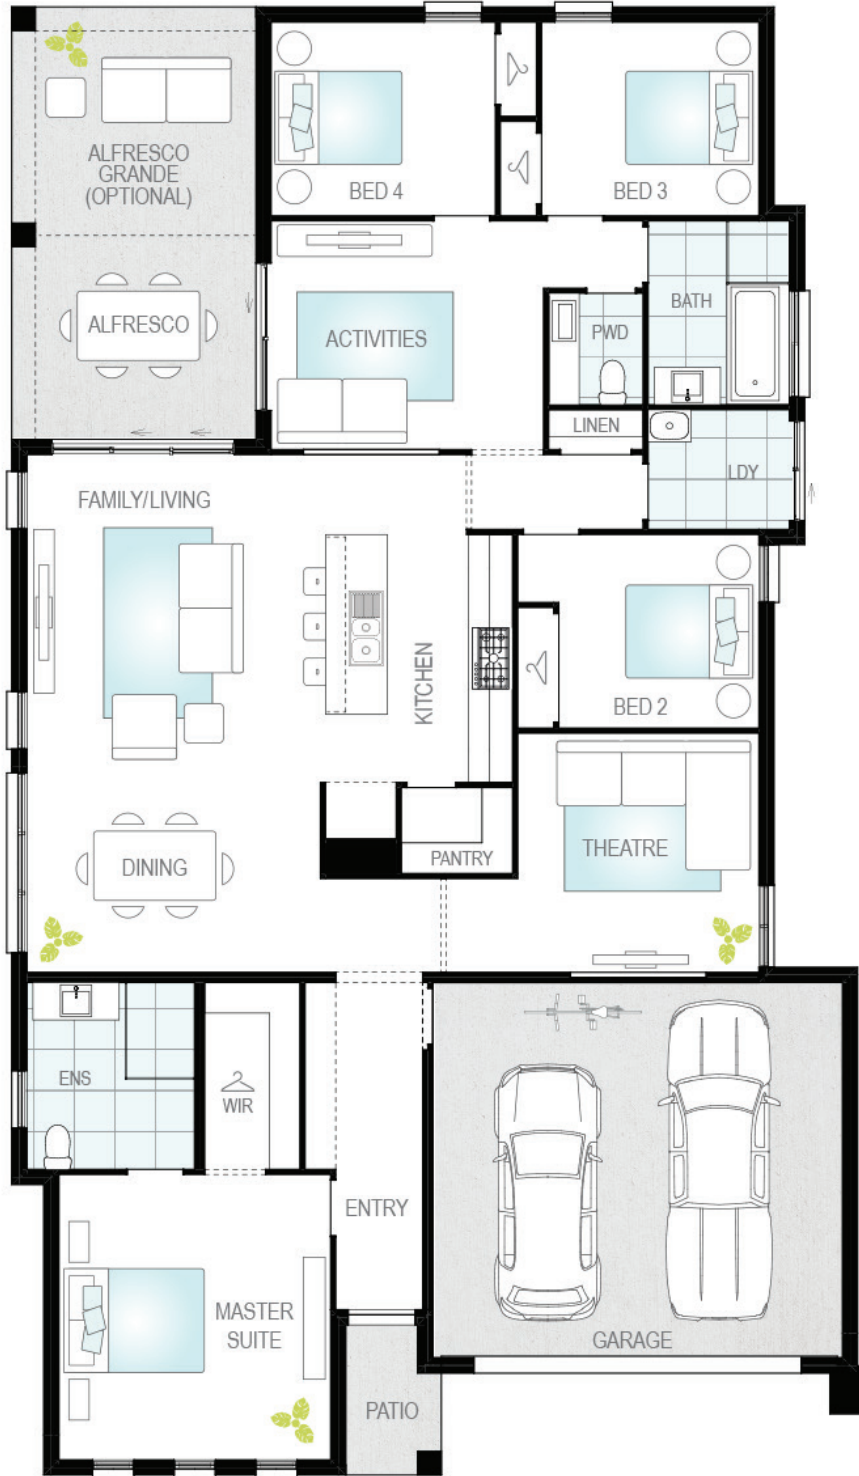 ALFRESCO
GRANDE
(OPTIONAL)
BED 4
BED 3
ALFRESCO
ACTIVITIES
PWD
BATH
LINEN
LDY
FAMILY/LIVING
KITCHEN
BED 2
DINING
PANTRY
THEATRE
ENS
WIR
ENTRY
MASTER
SUITE
GARAGE
PATIO